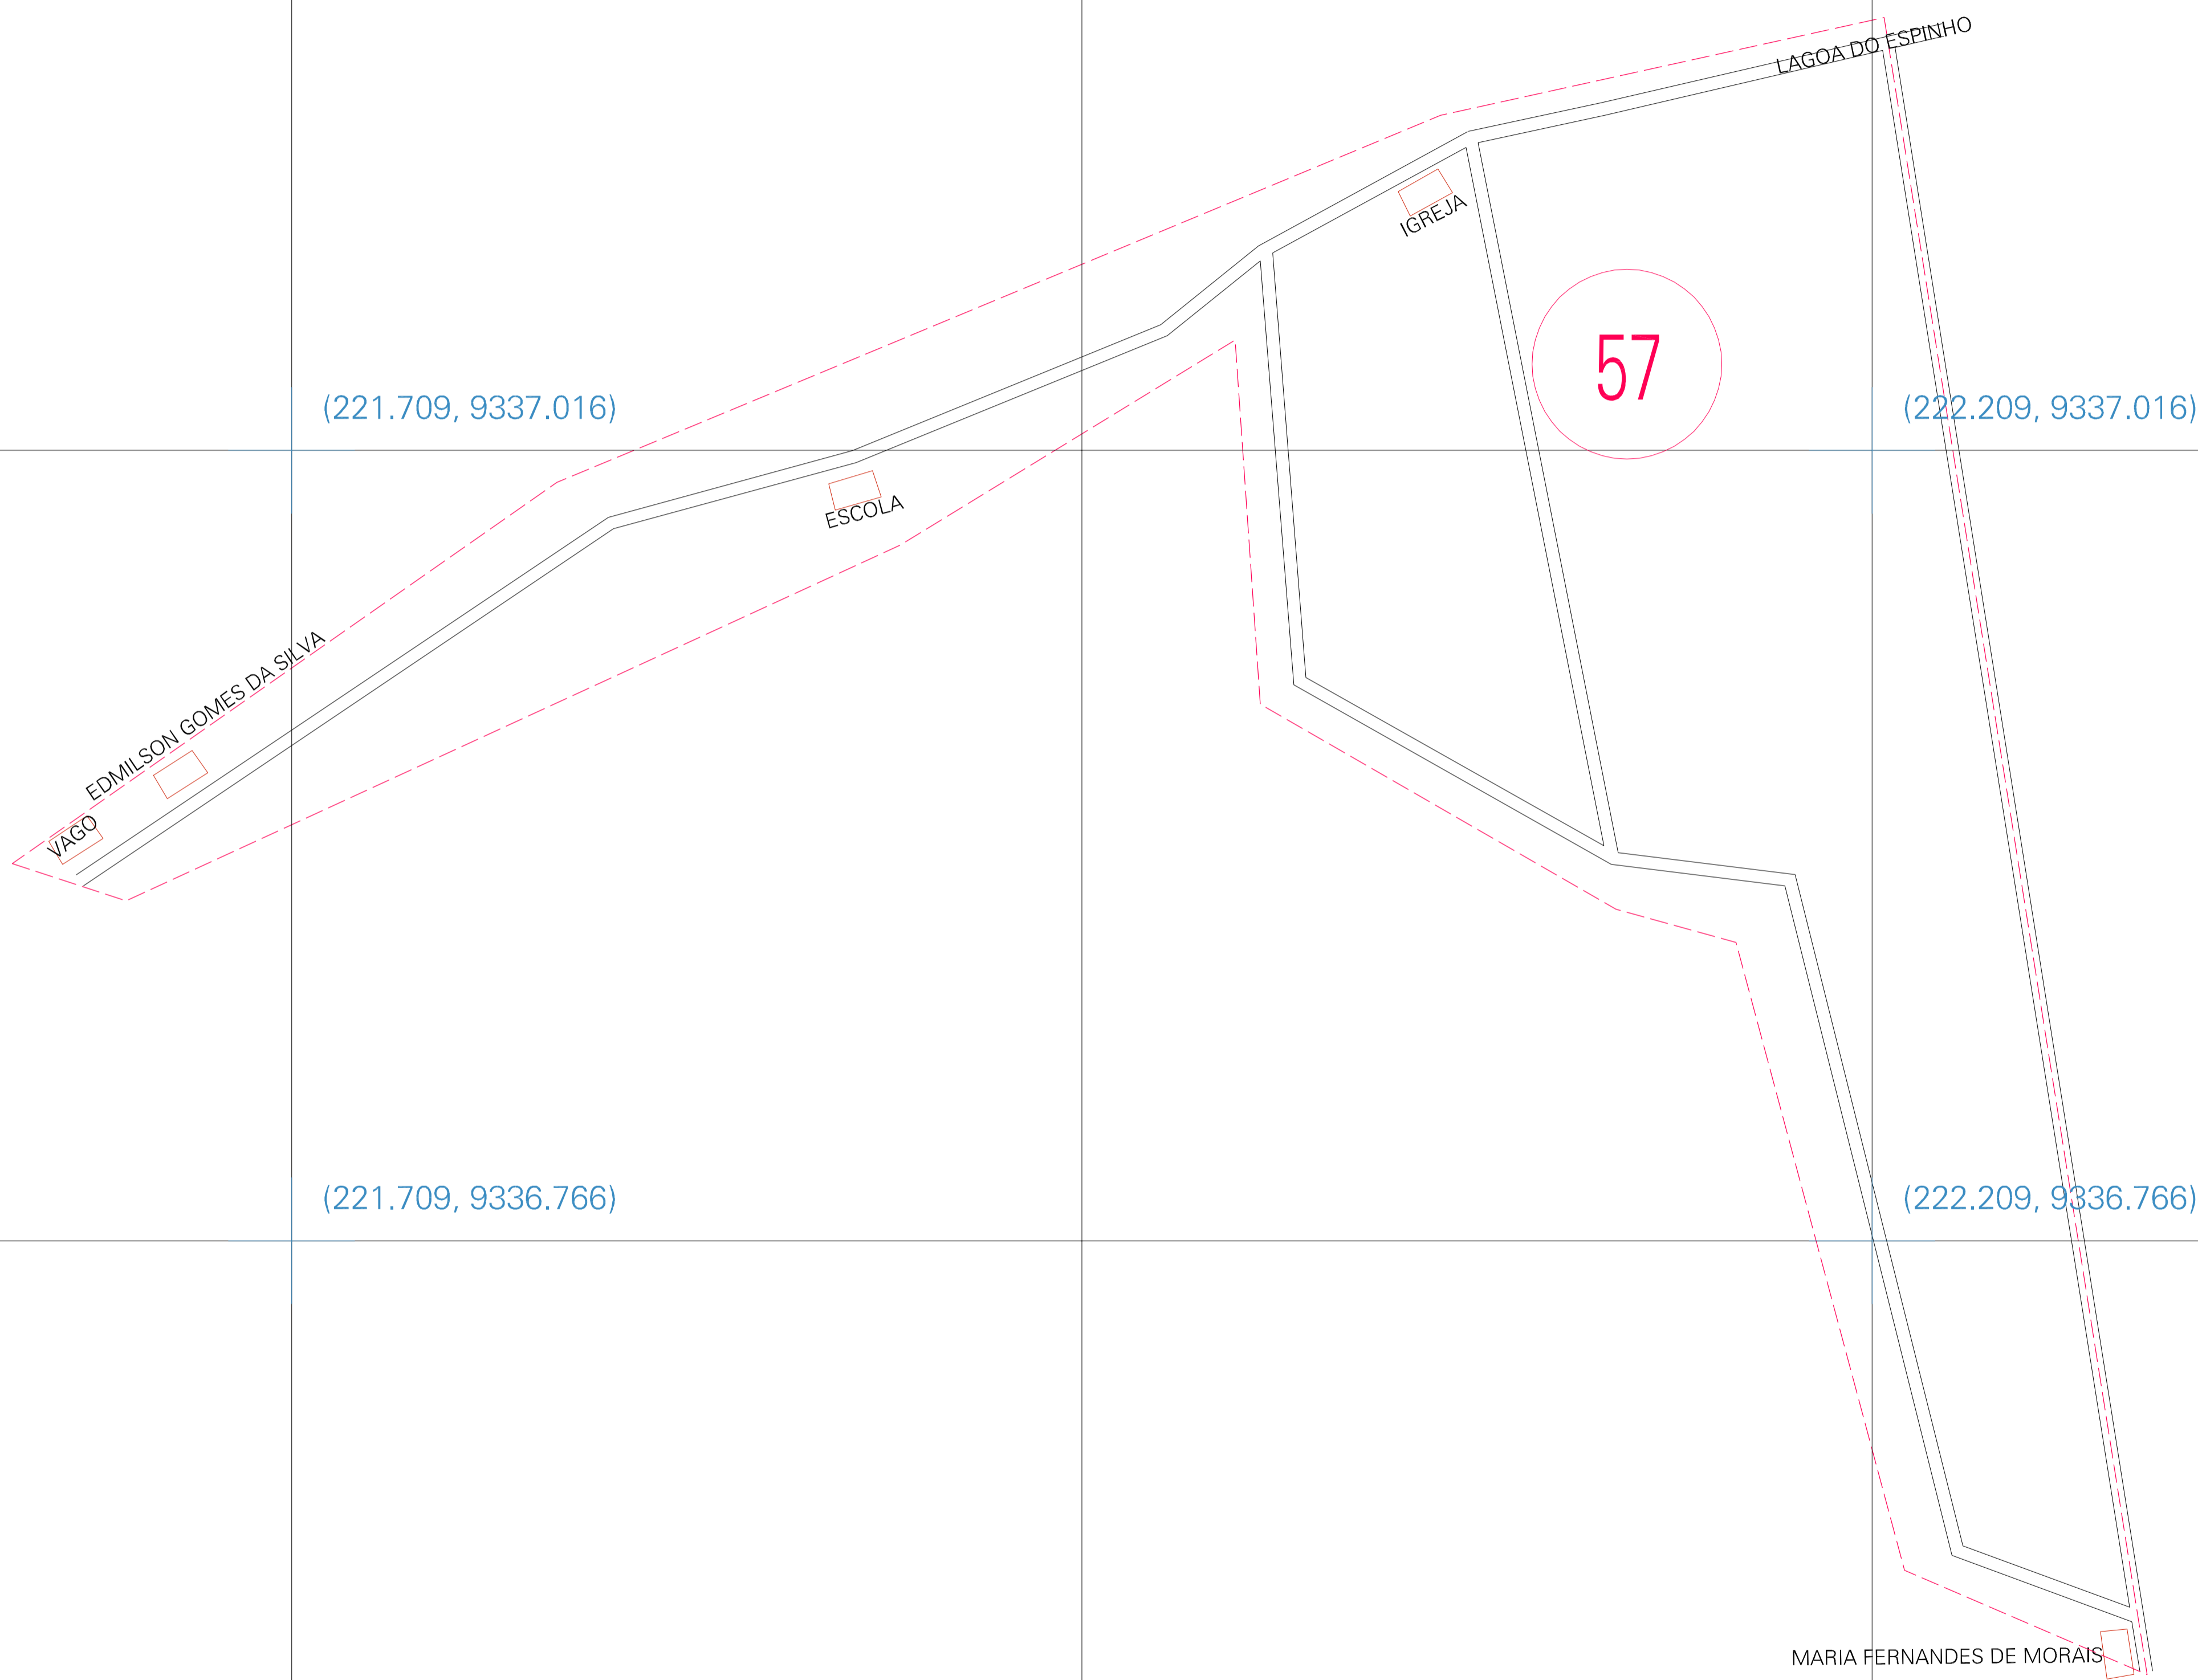 LAGOA DO ESPINHO
IGREJA
57
(221.709, 9337.016)
(222.209, 9337.016)
ESCOLA
EDMILSON GOMES DA SILVA
VAGO
(221.709, 9336.766)
(222.209, 9336.766)
MARIA FERNANDES DE MORAIS